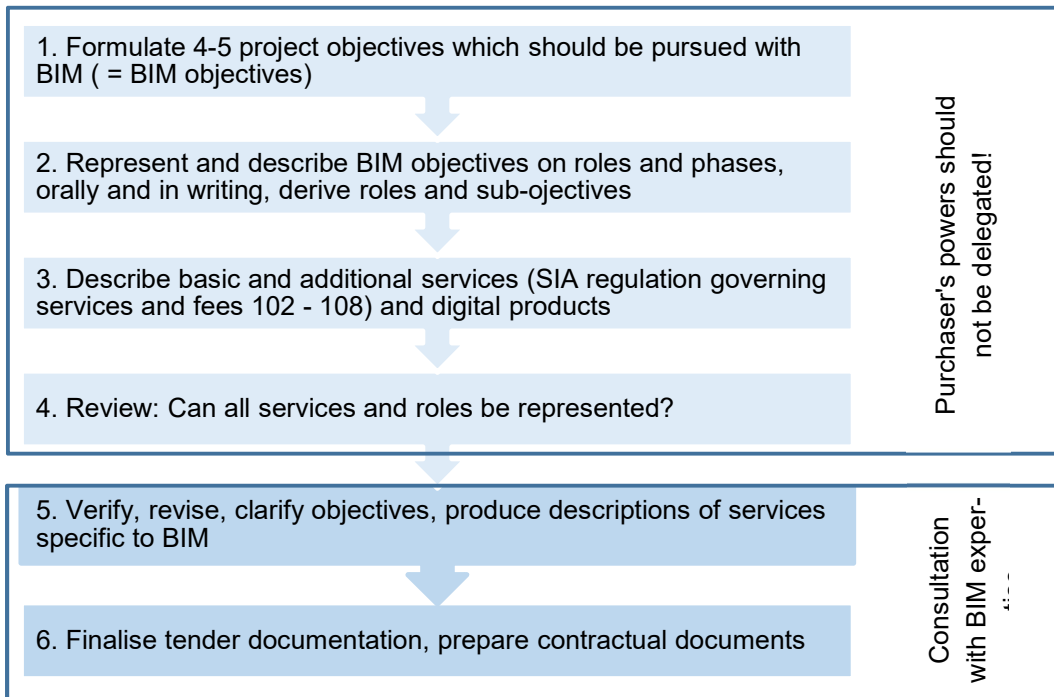 1. Formulate 4-5 project objectives which should be pursued with
BIM ( = BIM objectives)
2. Represent and describe BIM objectives on roles and phases,
orally and in writing, derive roles and sub-ojectives
3. Describe basic and additional services (SIA regulation governing
services and fees 102 - 108) and digital products
4. Review: Can all services and roles be represented?
Purchaser's powers should
not be delegated!
5. Verify, revise, clarify objectives, produce descriptions of services
specific to BIM
6. Finalise tender documentation, prepare contractual documents
Consultation
with BIM exper-